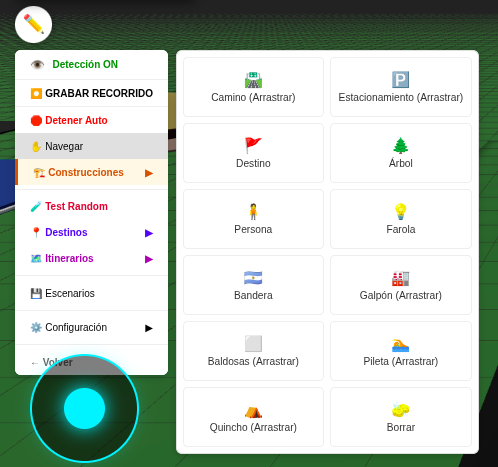 Detección ON
GRABAR RECORRIDO
Detener Auto
Navegar
Construcciones ▶
Test Random
Destinos ▶
Itinerarios ▶
Escenarios
Configuración ▶
← Volver
Camino (Arrastrar)
P
Estacionamiento (Arrastrar)
Destino
Árbol
Persona
Farola
Bandera
Galpón (Arrastrar)
Baldosas (Arrastrar)
Pileta (Arrastrar)
Quincho (Arrastrar)
Borrar